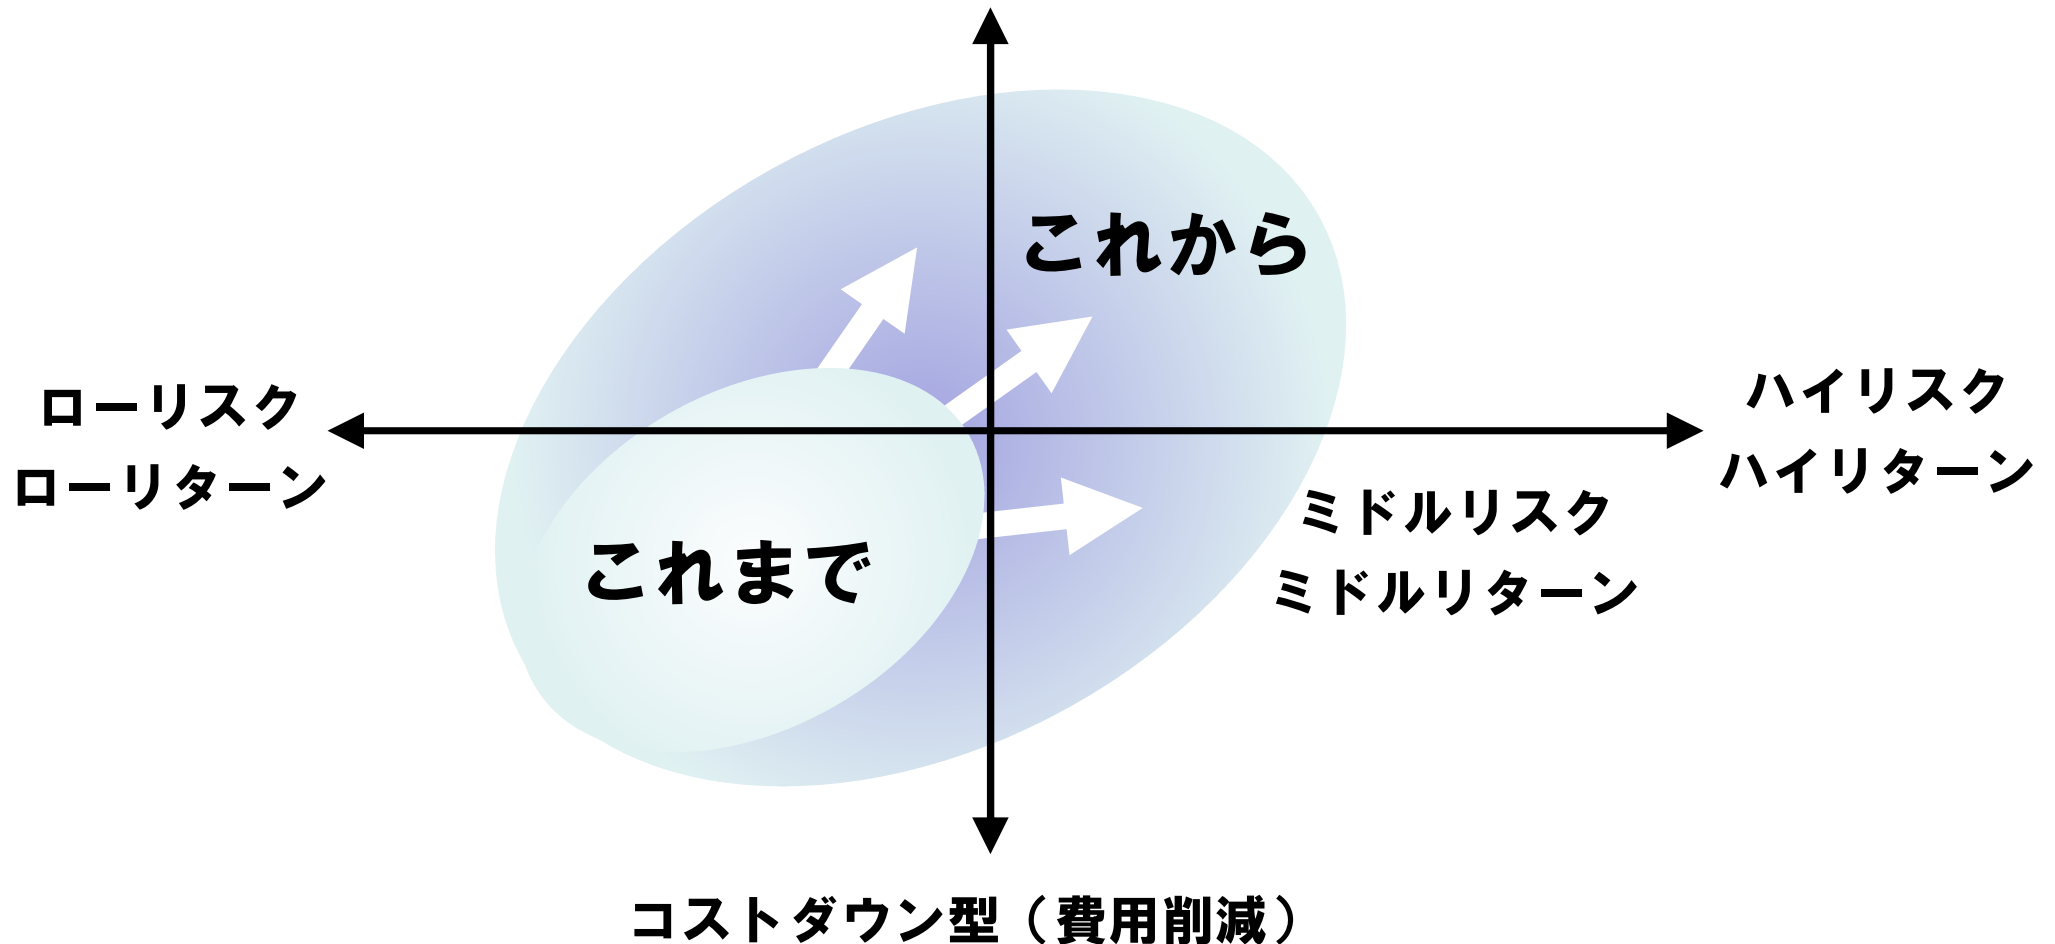 これから
ローリスク
ローリターン
ハイリスク
ハイリターン
ミドルリスク
ミドルリターン
これまで
コストダウン型（費用削減）